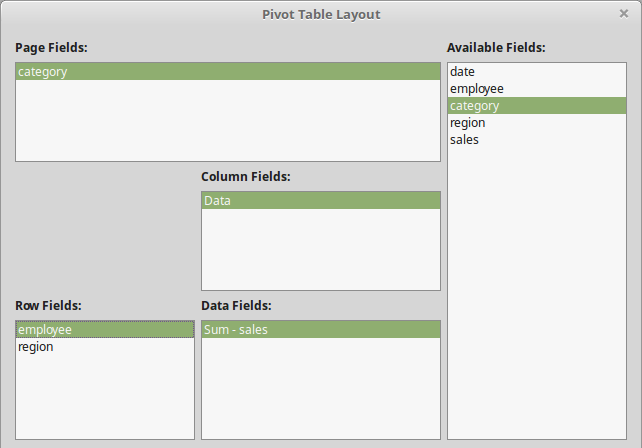 Pivot Table Layout
Page Fields:
category
Available Fields:
date
employee
category
region
sales
Column Fields:
Data
Row Fields:
employee
region
Data Fields:
Sum - sales